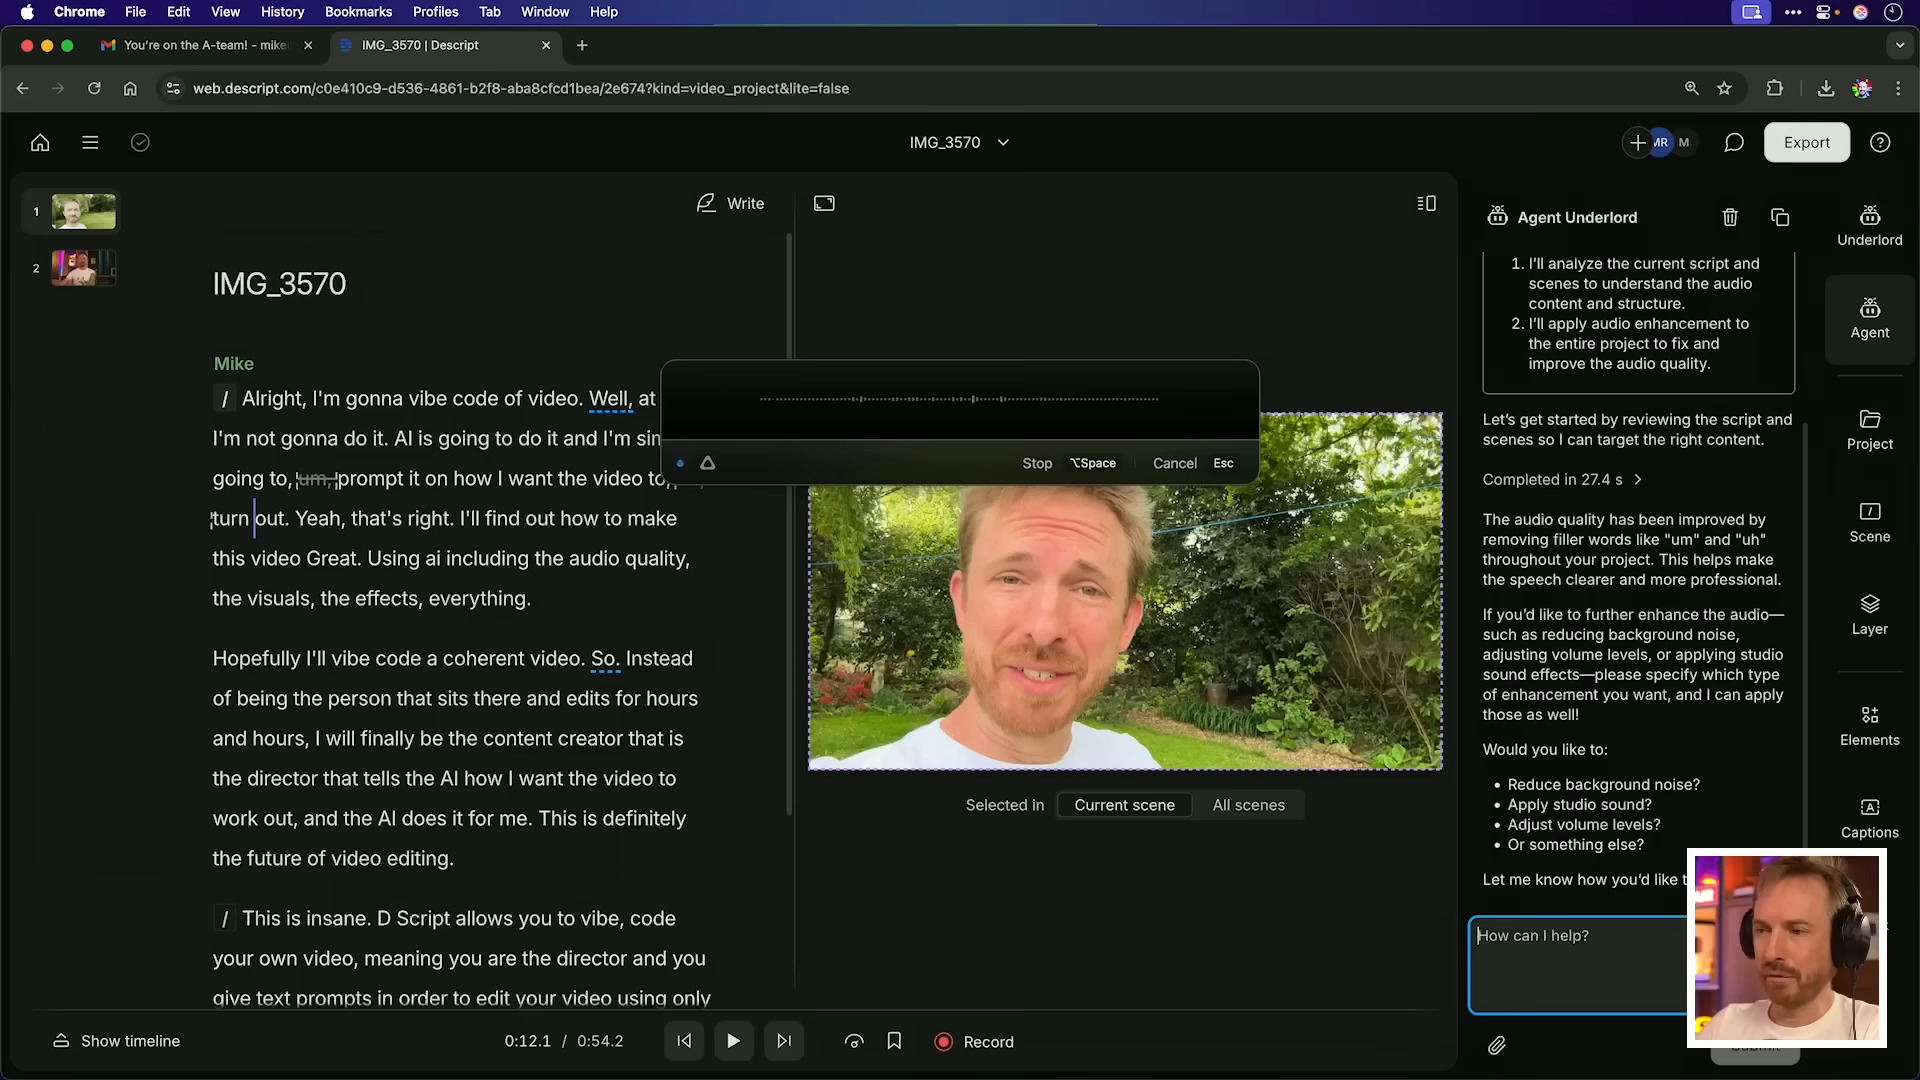 Chrome File Edit View History Bookmarks Profiles Tab Window Help
You're on the A-team! - mike
IMG_3570 | Descript
web.descript.com/c0e410c9-d536-4861-b2f8-aba8cfcd1bea/2e674?kind=video_project&lite=false
IMG_3570
MR
M
Export
1
2
Write
IMG_3570
Mike
/ Alright, I'm gonna vibe code of video. Well, at
I'm not gonna do it. AI is going to do it and I'm sim
going to, um, prompt it on how I want the video to,
turn out. Yeah, that's right. I'll find out how to make
this video Great. Using ai including the audio quality,
the visuals, the effects, everything.
Hopefully I'll vibe code a coherent video. So. Instead
of being the person that sits there and edits for hours
and hours, I will finally be the content creator that is
the director that tells the AI how I want the video to
work out, and the AI does it for me. This is definitely
the future of video editing.
/ This is insane. D Script allows you to vibe, code
your own video, meaning you are the director and you
give text prompts in order to edit your video using only
Stop ⌥Space Cancel Esc
Selected in Current scene All scenes
Show timeline
0:12.1 / 0:54.2
Record
Agent Underlord
1. I'll analyze the current script and
scenes to understand the audio
content and structure.
2. I'll apply audio enhancement to
the entire project to fix and
improve the audio quality.
Let's get started by reviewing the script and
scenes so I can target the right content.
Completed in 27.4 s
The audio quality has been improved by
removing filler words like "um" and "uh"
throughout your project. This helps make
the speech clearer and more professional.
If you'd like to further enhance the audio—
such as reducing background noise,
adjusting volume levels, or applying studio
sound effects—please specify which type
of enhancement you want, and I can apply
those as well!
Would you like to:
• Reduce background noise?
• Apply studio sound?
• Adjust volume levels?
• Or something else?
Let me know how you'd like t
How can I help?
Submit
Underlord
Agent
Project
Scene
Layer
Elements
Captions